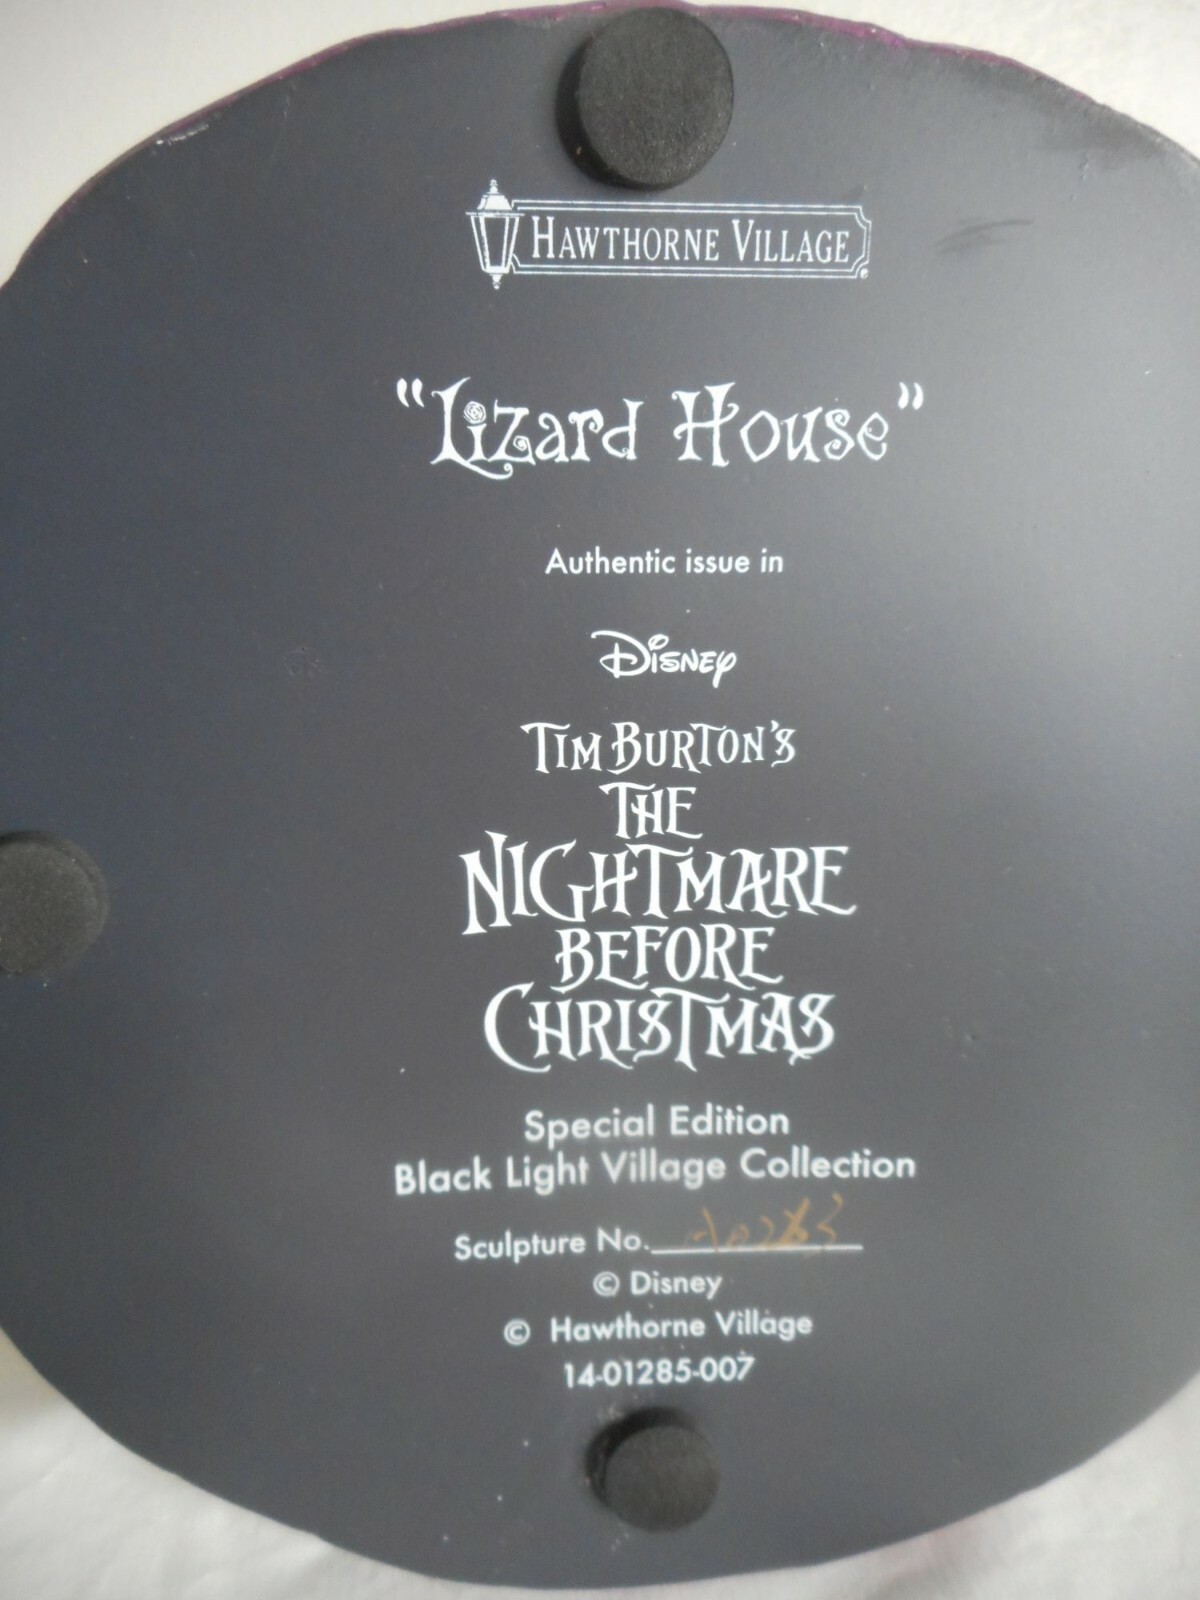 HAWTHORNE VILLAGE
"Lizard House"
Authentic issue in
Disney
TIM BURTON'S
THE
NIGHTMARE
BEFORE
CHRISTMAS
Special Edition
Black Light Village Collection
Sculpture No.
© Disney
© Hawthorne Village
14-01285-007